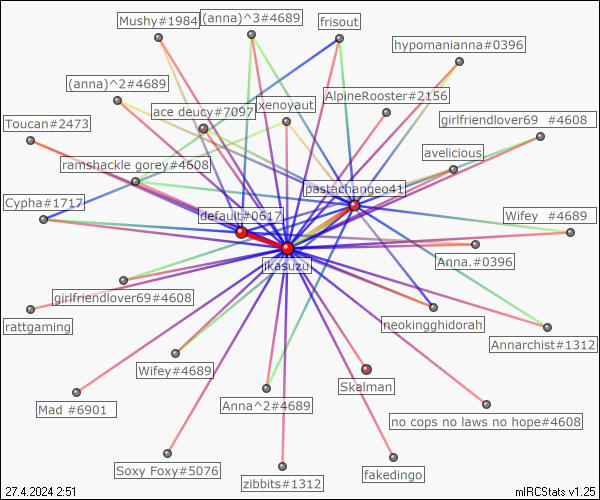 Mushy#1984
(anna)^3#4689
frisout
hypomanianna#0396
(anna)^2#4689
ace deucy#7097
xenoyaut
AlpineRooster#2156
Toucan#2473
girlfriendlover69 #4608
ramshackle gorey#4608
avelicious
pastachangeo41
Cypha#1717
default#0617
Wifey #4689
jkasuzu
Anna.#0396
girlfriendlover69#4608
rattgaming
neokingghidorah
Annarchist#1312
Wifey#4689
Skalman
Mad #6901
Anna^2#4689
no cops no laws no hope#4608
Soxy Foxy#5076
zibbits#1312
fakedingo
27.4.2024 2:51
mIRCStats v1.25